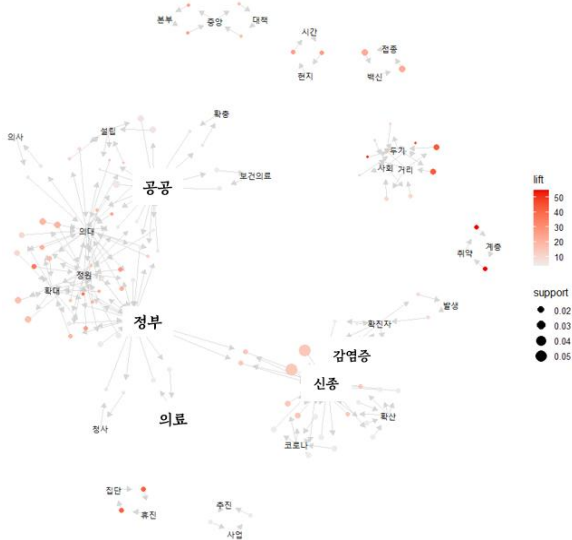 본부
중앙
대책
시간
현지
접종
백신
확충
설립
의사
두기
사회 거리
보건의료
공공
lift
50
40
30
20
10
의대
계층
취약
정원
확대
support
0.02
0.03
0.04
0.05
발생
정부
확진자
감염증
신종
의료
확산
청사
코로나
집단
휴진
추진
사업